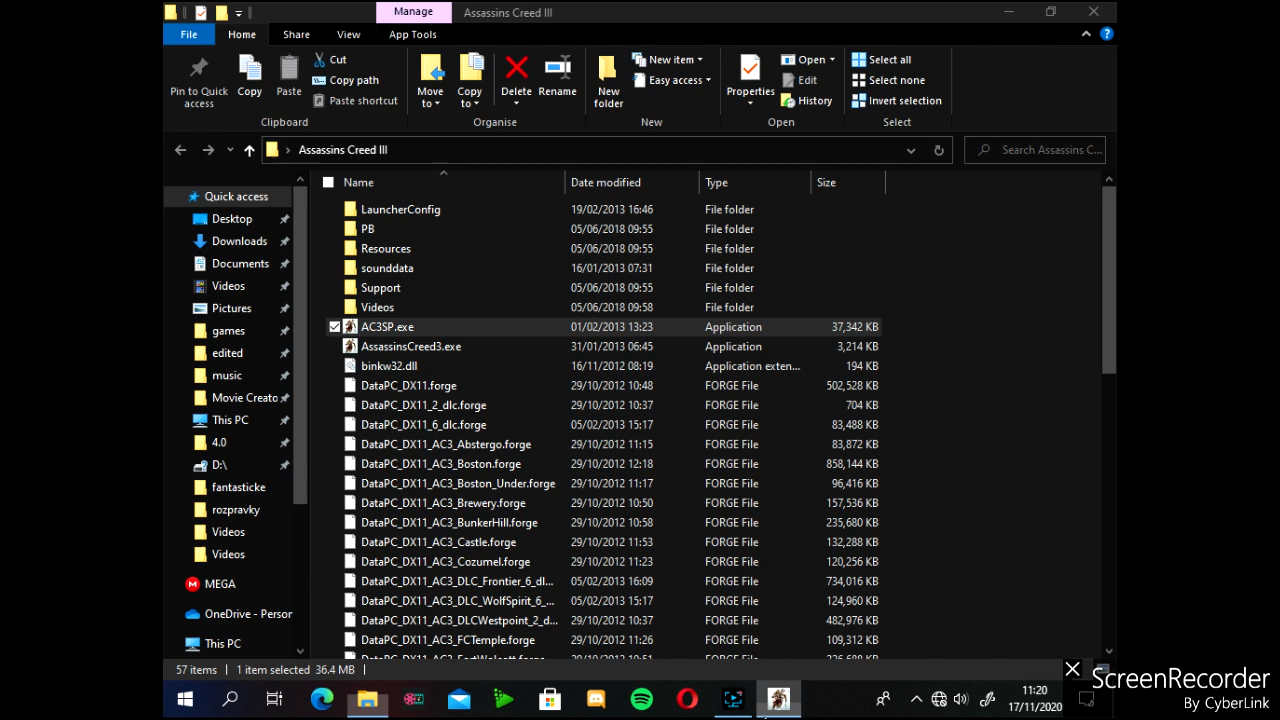 Manage Assassins Creed III
File Home Share View App Tools
Pin to Quick access
Copy
Paste
Cut
Copy path
Paste shortcut
Clipboard
Move to
Copy to
Delete
Rename
Organise
New folder
New item
Easy access
New
Properties
Open
Edit
History
Open
Select all
Select none
Invert selection
Select
Assassins Creed III
Search Assassins C...
Quick access
Desktop
Downloads
Documents
Videos
Pictures
games
edited
music
Movie Creato
This PC
4.0
D:\
fantasticke
rozpravky
Videos
Videos
MEGA
OneDrive - Person
This PC
Name Date modified Type Size
LauncherConfig 19/02/2013 16:46 File folder
PB 05/06/2018 09:55 File folder
Resources 05/06/2018 09:55 File folder
sounddata 16/01/2013 07:31 File folder
Support 05/06/2018 09:55 File folder
Videos 05/06/2018 09:58 File folder
AC3SP.exe 01/02/2013 13:23 Application 37,342 KB
AssassinsCreed3.exe 31/01/2013 06:45 Application 3,214 KB
binkw32.dll 16/11/2012 08:19 Application exten... 194 KB
DataPC_DX11.forge 29/10/2012 10:48 FORGE File 502,528 KB
DataPC_DX11_2_dlc.forge 29/10/2012 10:37 FORGE File 704 KB
DataPC_DX11_6_dlc.forge 05/02/2013 15:17 FORGE File 83,488 KB
DataPC_DX11_AC3_Abstergo.forge 29/10/2012 11:15 FORGE File 83,872 KB
DataPC_DX11_AC3_Boston.forge 29/10/2012 12:18 FORGE File 858,144 KB
DataPC_DX11_AC3_Boston_Under.forge 29/10/2012 11:17 FORGE File 96,416 KB
DataPC_DX11_AC3_Brewery.forge 29/10/2012 10:50 FORGE File 157,536 KB
DataPC_DX11_AC3_BunkerHill.forge 29/10/2012 10:58 FORGE File 235,680 KB
DataPC_DX11_AC3_Castle.forge 29/10/2012 11:53 FORGE File 132,288 KB
DataPC_DX11_AC3_Cozumel.forge 29/10/2012 11:23 FORGE File 120,256 KB
DataPC_DX11_AC3_DLC_Frontier_6_dl... 05/02/2013 16:09 FORGE File 734,016 KB
DataPC_DX11_AC3_DLC_WolfSpirit_6_... 05/02/2013 15:17 FORGE File 124,960 KB
DataPC_DX11_AC3_DLCWestpoint_2_d... 29/10/2012 10:37 FORGE File 482,976 KB
DataPC_DX11_AC3_FCTemple.forge 29/10/2012 11:26 FORGE File 109,312 KB
57 items 1 item selected 36.4 MB
ScreenRecorder
By CyberLink
11:20
17/11/2020